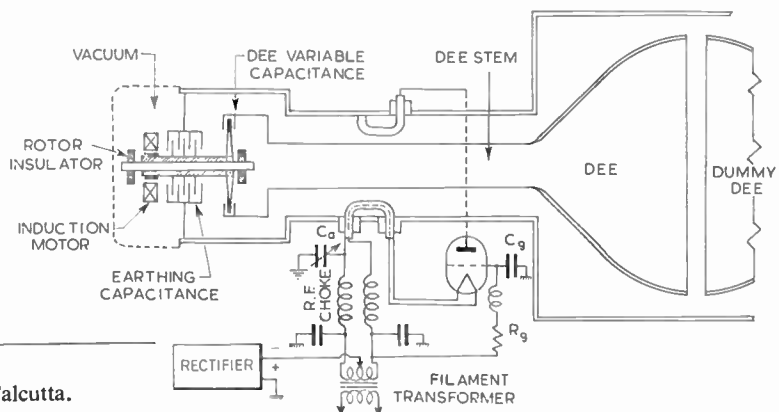 VACUUM
DEE VARIABLE
CAPACITANCE
DEE STEM
ROTOR
INSULATOR
INDUCTION
MOTOR
EARTHING
CAPACITANCE
DEE
DUMMY
DEE
Ca
R.F.
CHOKE
Cg
Rg
RECTIFIER
-
+
FILAMENT
TRANSFORMER